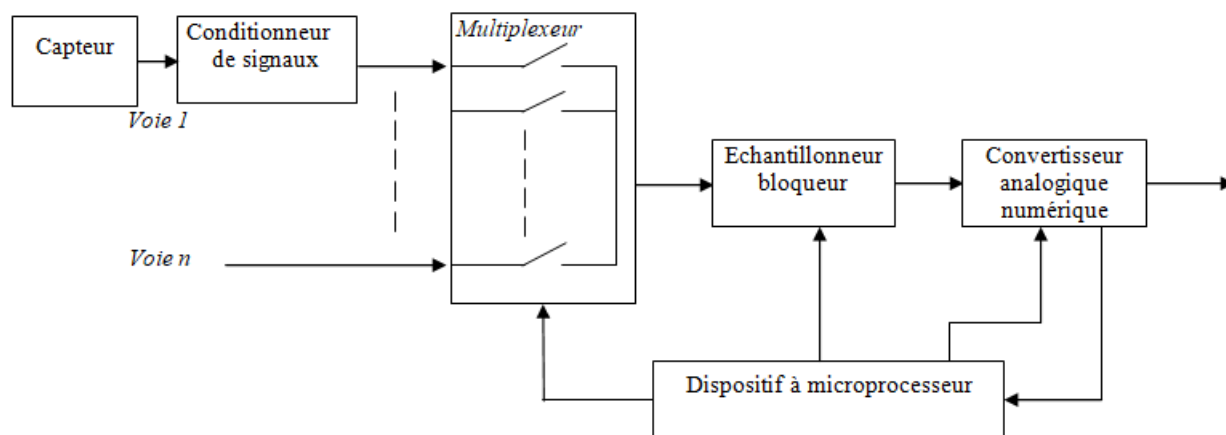 Capteur
Conditionneur
de signaux
Multiplexeur
Voie 1
Echantillonneur
bloqueur
Convertisseur
analogique
numérique
Voie n
Dispositif à microprocesseur